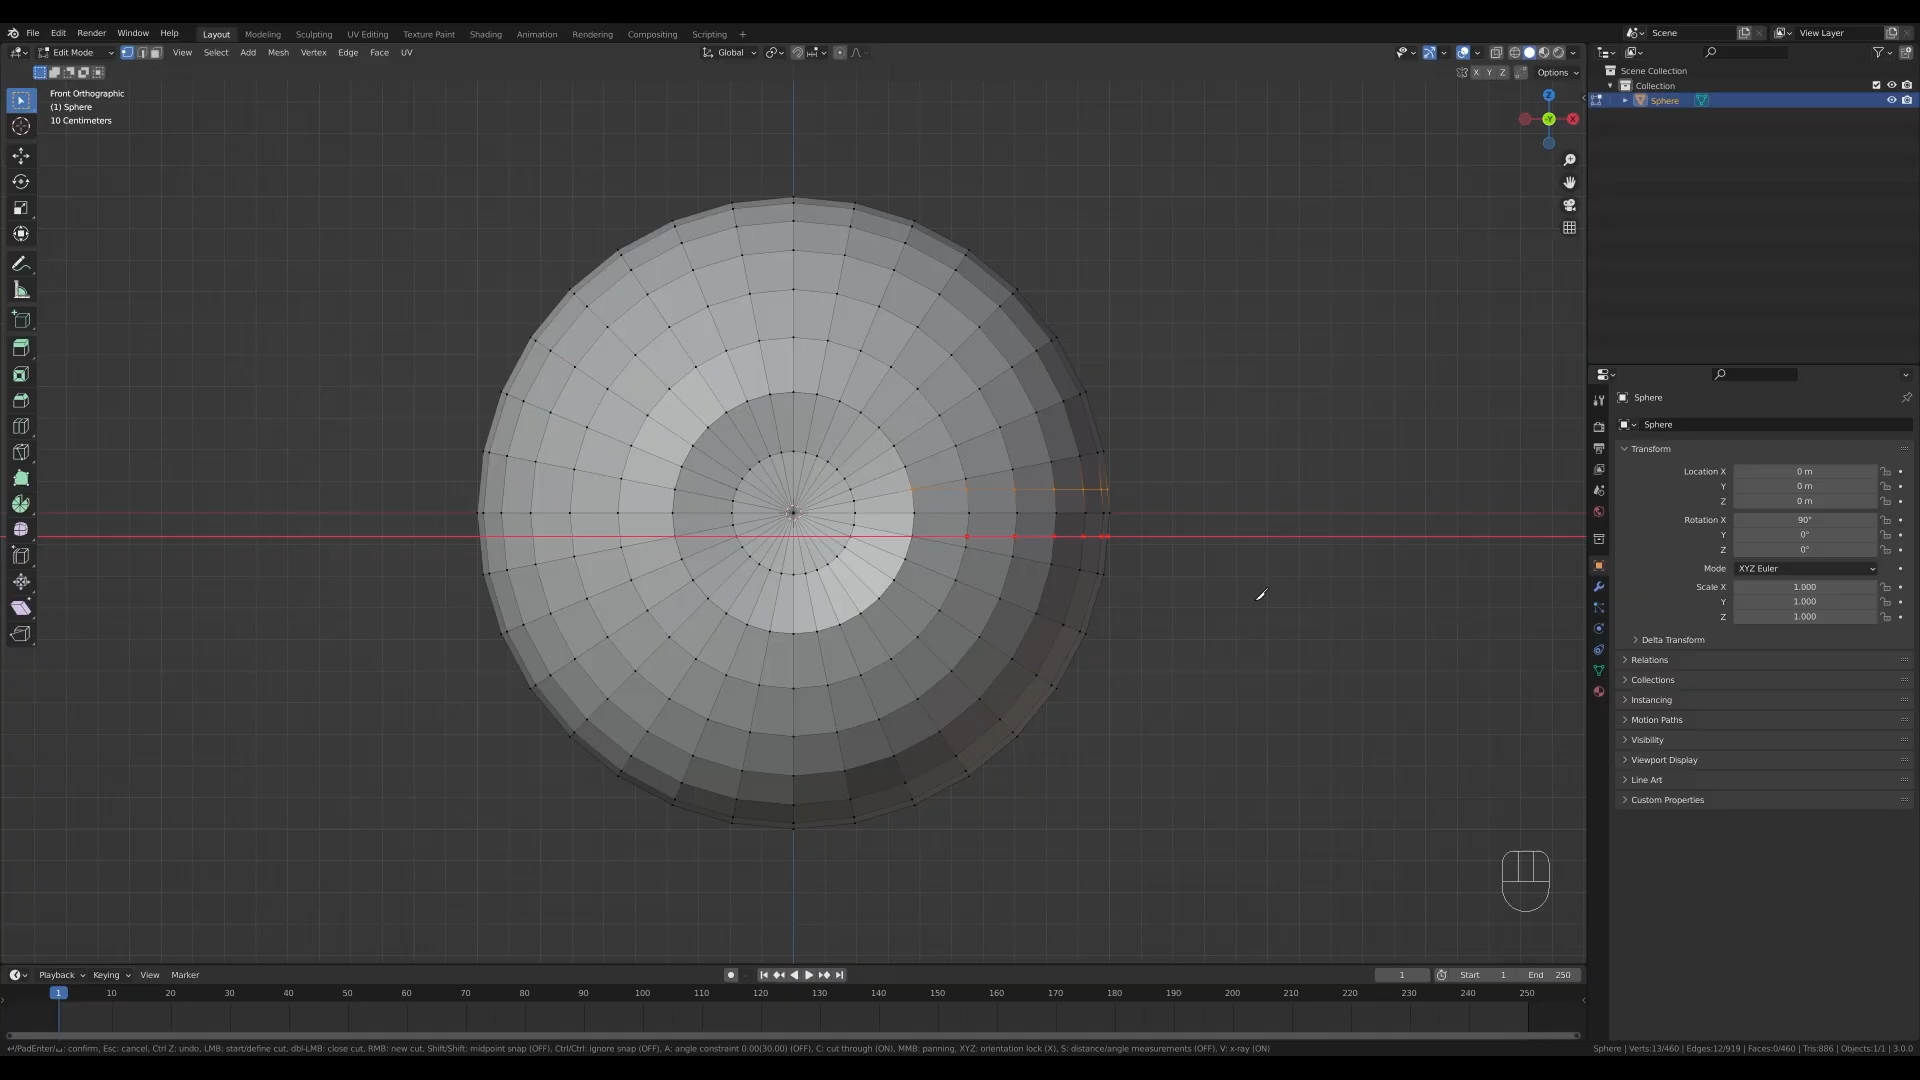 File Edit Render Window Help Layout Modeling Sculpting UV Editing Texture Paint Shading Animation Rendering Compositing Scripting + Scene View Layer
Edit Mode View Select Add Mesh Vertex Edge Face UV Global
X Y Z Options
Front Orthographic
(1) Sphere
10 Centimeters
Z
-Y
X
Scene Collection
Collection
Sphere
Sphere
Sphere
Transform
Location X 0 m
Y 0 m
Z 0 m
Rotation X 90°
Y 0°
Z 0°
Mode XYZ Euler
Scale X 1.000
Y 1.000
Z 1.000
Delta Transform
Relations
Collections
Instancing
Motion Paths
Visibility
Viewport Display
Line Art
Custom Properties
Playback Keying View Marker 1 Start 1 End 250
1 10 20 30 40 50 60 70 80 90 100 110 120 130 140 150 160 170 180 190 200 210 220 230 240 250
↵/PadEnter/⎵: confirm, Esc: cancel, Ctrl Z: undo, LMB: start/define cut, dbl-LMB: close cut, RMB: new cut, Shift/Shift: midpoint snap (OFF), Ctrl/Ctrl: ignore snap (OFF), A: angle constraint 0.00(30.00) (OFF), C: cut through (ON), MMB: panning, XYZ: orientation lock (X), S: distance/angle measurements (OFF), V: x-ray (ON)
Sphere | Verts:13/460 | Edges:12/919 | Faces:0/460 | Tris:886 | Objects:1/1 | 3.0.0